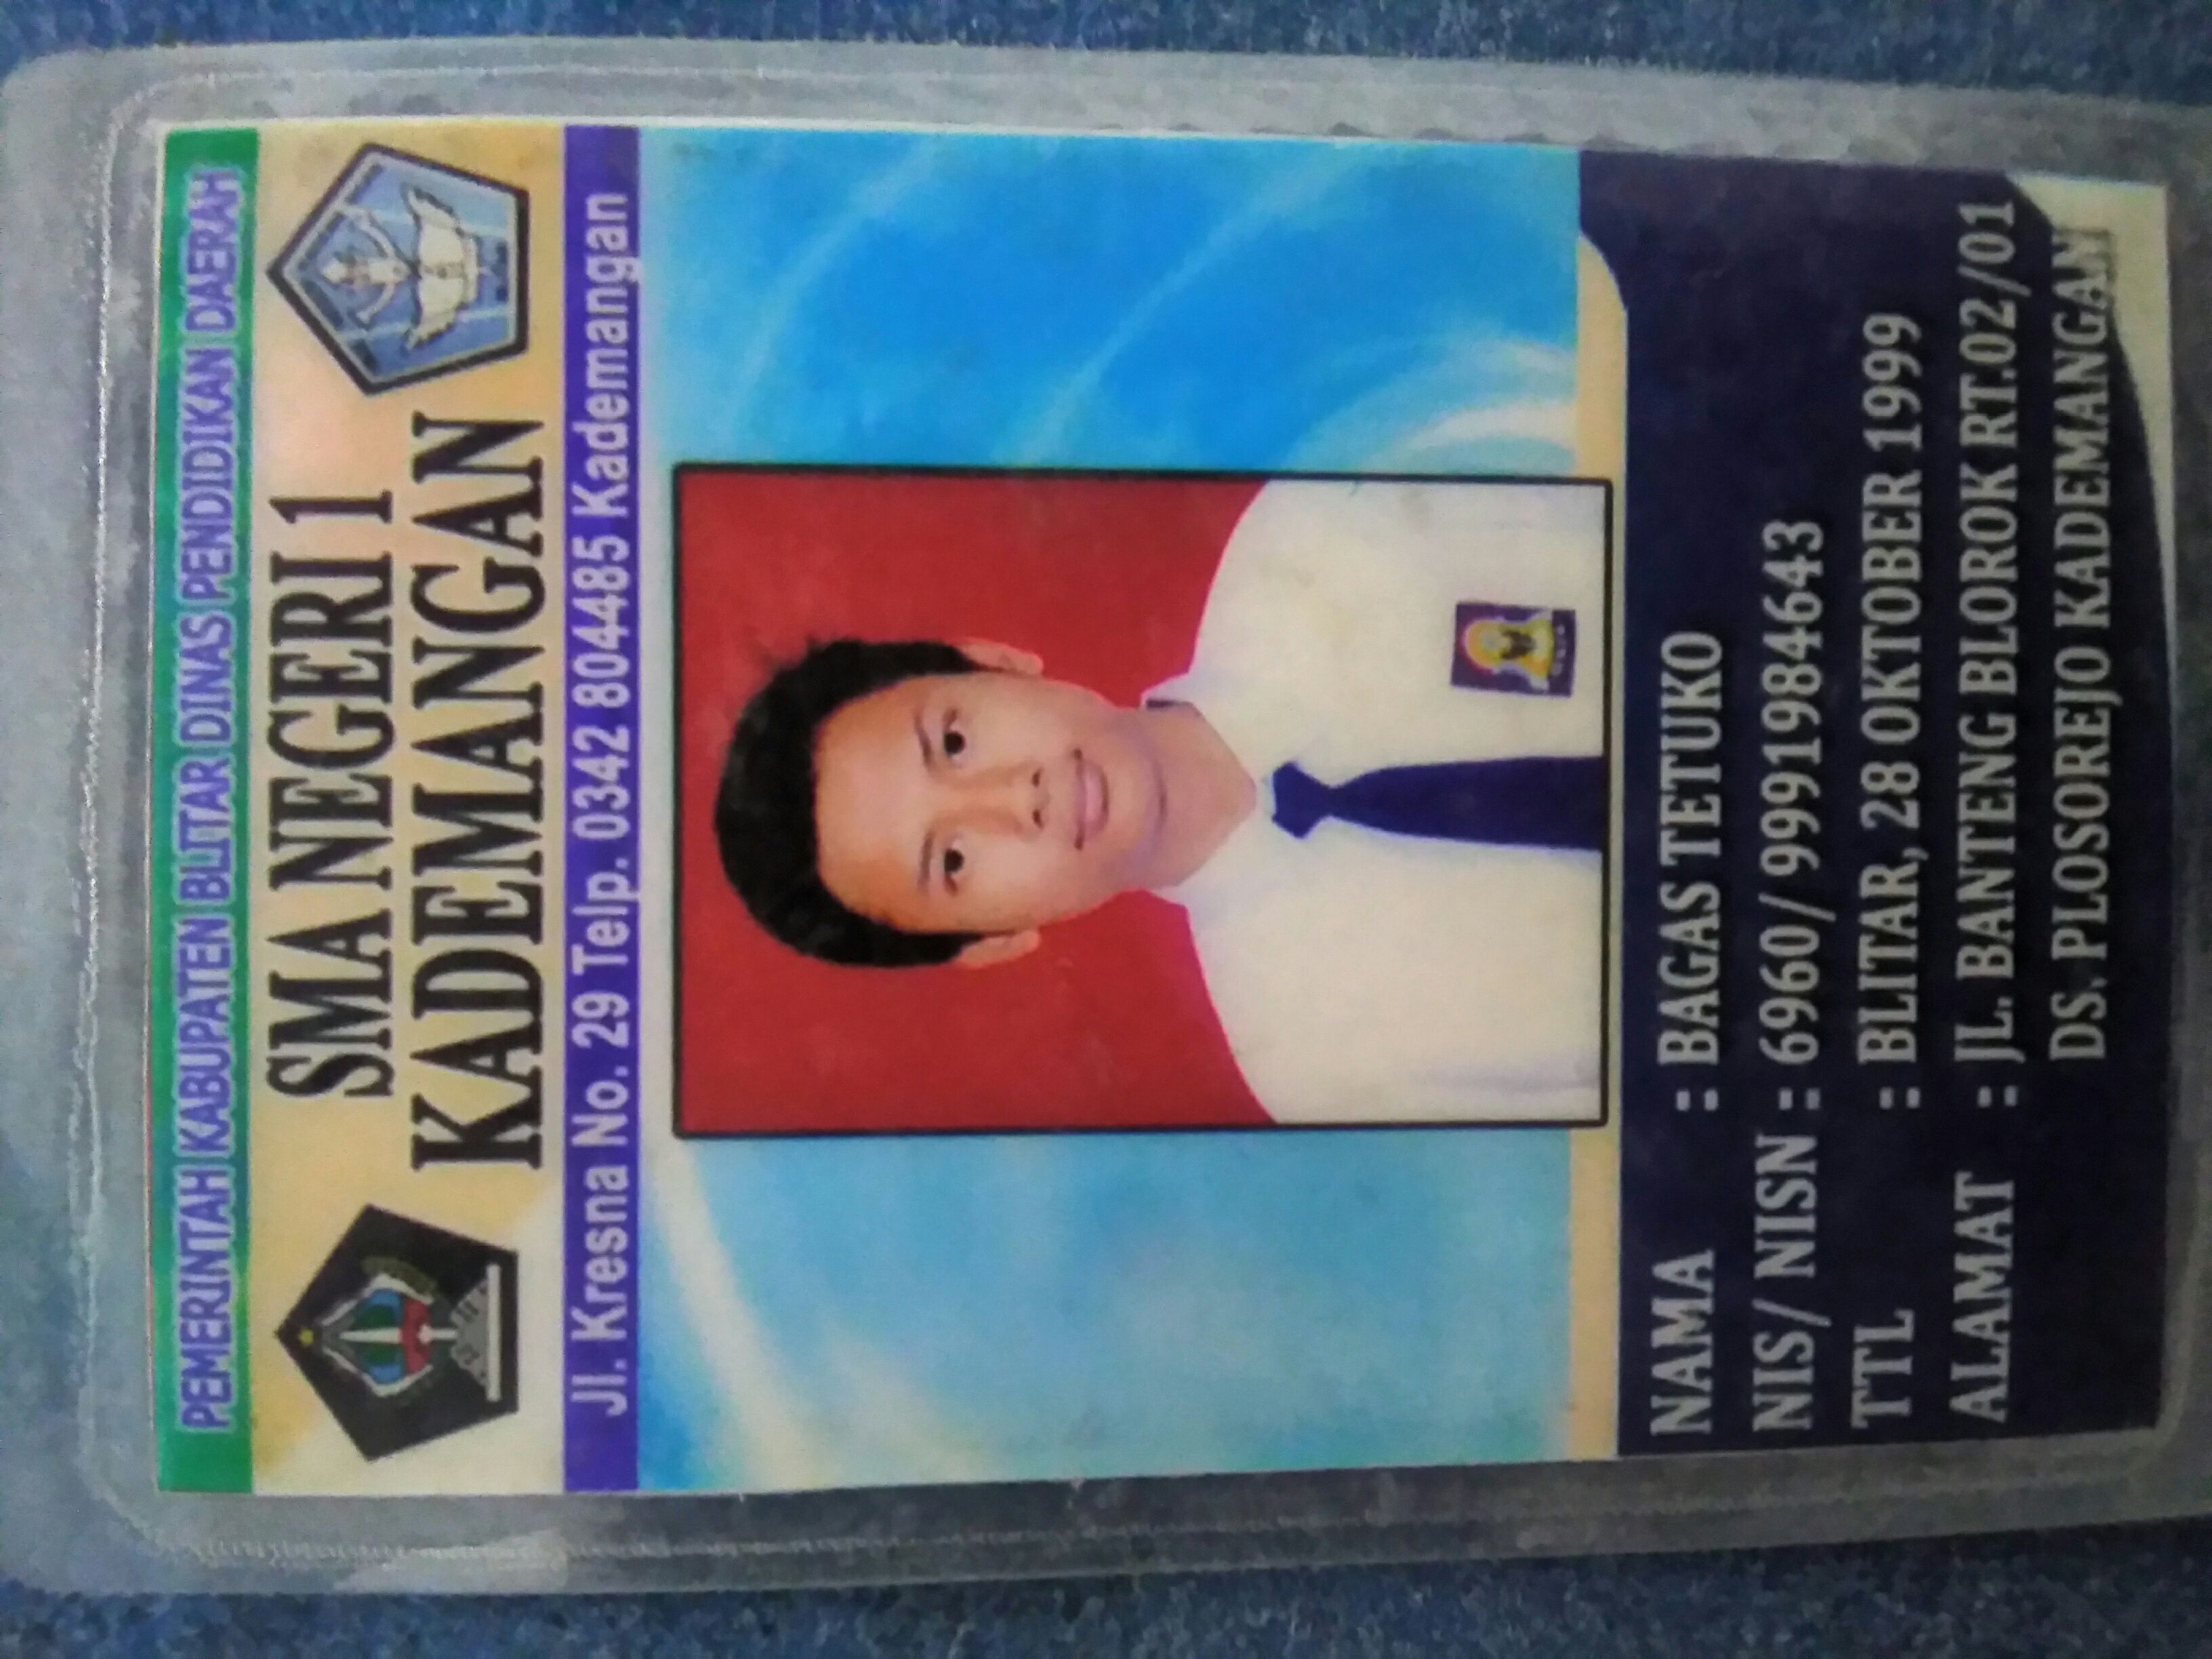 PEMERINTAH KABUPATEN BLITAR DINAS PENDIDIKAN DAERAH
SMA NEGERI 1
KADEMANGAN
Jl. Kresna No. 29 Telp. 0342 804485 Kademangan
NAMA : BAGAS TETUKO
NIS/ NISN : 6960/ 9991984643
TTL : BLITAR, 28 OKTOBER 1999
ALAMAT : JL. BANTENG BLOROK RT.02/01
DS. PLOSOREJO KADEMANGAN